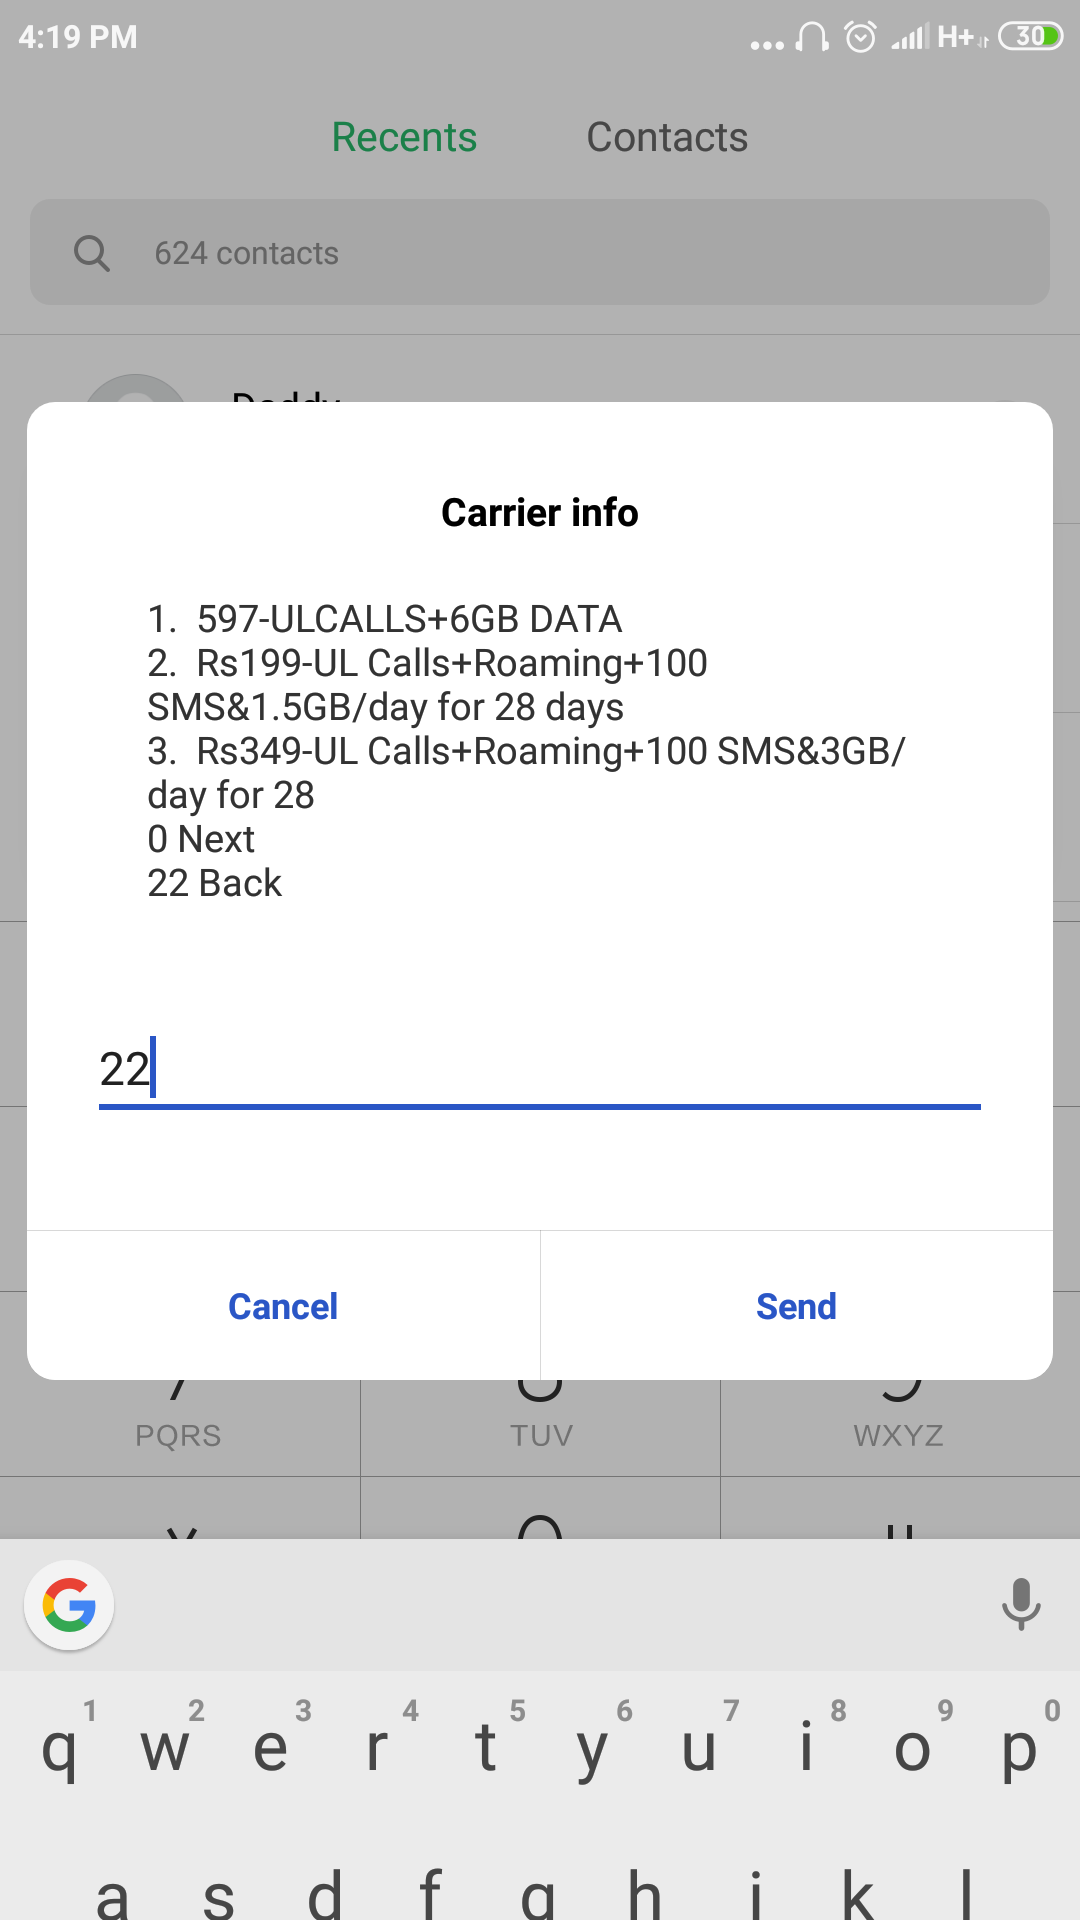 4:19 PM
H+
30
Recents
Contacts
624 contacts
Daddy
Carrier info
1.  597-ULCALLS+6GB DATA
2.  Rs199-UL Calls+Roaming+100
SMS&1.5GB/day for 28 days
3.  Rs349-UL Calls+Roaming+100 SMS&3GB/
day for 28
0 Next
22 Back
22
Cancel
Send
PQRS
TUV
WXYZ
1 2 3 4 5 6 7 8 9 0
q w e r t y u i o p
a s d f g h j k l